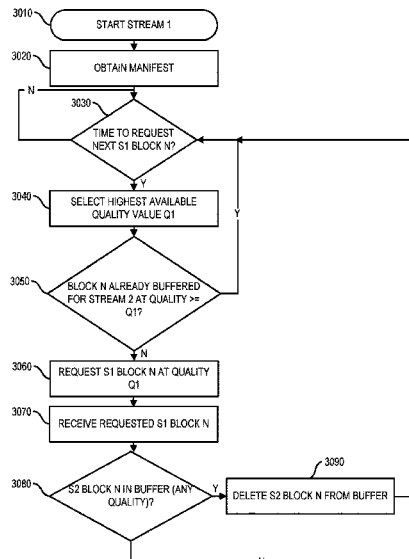 3010
START STREAM 1
3020
OBTAIN MANIFEST
N
3030
TIME TO REQUEST
NEXT S1 BLOCK N?
Y
3040
SELECT HIGHEST AVAILABLE
QUALITY VALUE Q1
Y
3050
BLOCK N ALREADY BUFFERED
FOR STREAM 2 AT QUALITY >=
Q1?
N
3060
REQUEST S1 BLOCK N AT QUALITY
Q1
3070
RECEIVE REQUESTED S1 BLOCK N
3080
S2 BLOCK N IN BUFFER (ANY
QUALITY)?
Y
3090
DELETE S2 BLOCK N FROM BUFFER